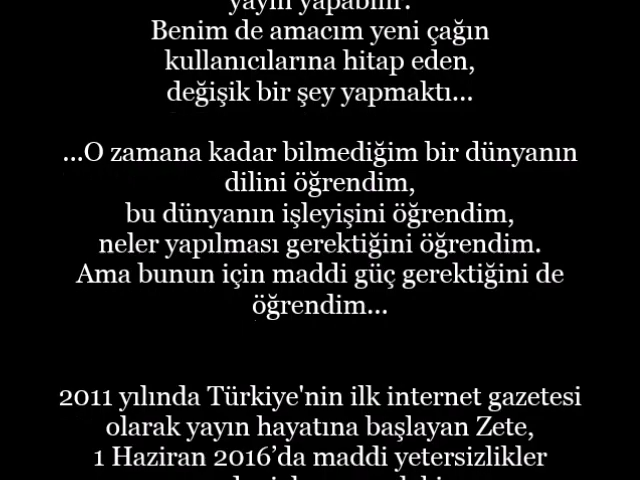 yayın yapabilir.
Benim de amacım yeni çağın
kullanıcılarına hitap eden,
değişik bir şey yapmaktı...
...O zamana kadar bilmediğim bir dünyanın
dilini öğrendim,
bu dünyanın işleyişini öğrendim,
neler yapılması gerektiğini öğrendim.
Ama bunun için maddi güç gerektiğini de
öğrendim...
2011 yılında Türkiye'nin ilk internet gazetesi
olarak yayın hayatına başlayan Zete,
1 Haziran 2016’da maddi yetersizlikler